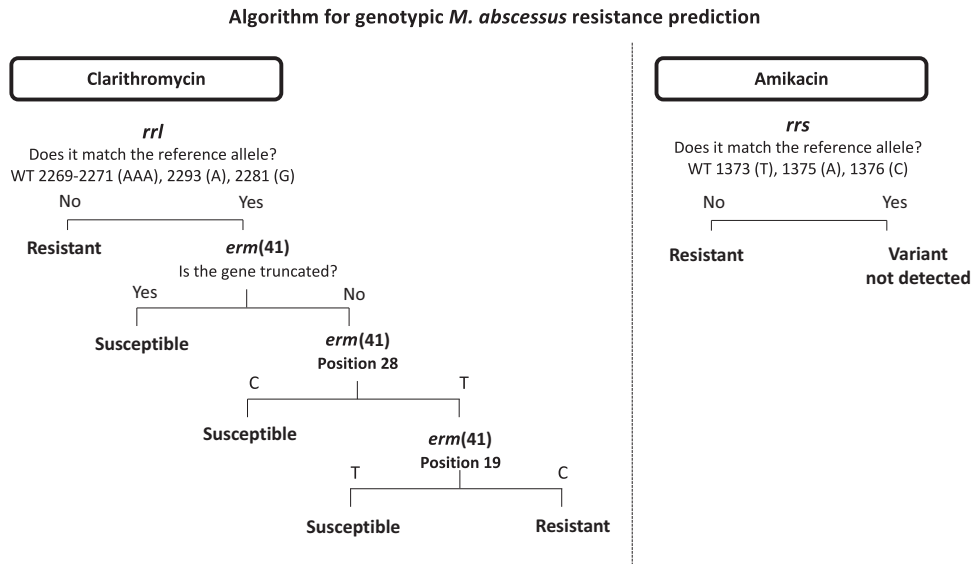 Algorithm for genotypic M. abscessus resistance prediction
Clarithromycin
rrl
Does it match the reference allele?
WT 2269-2271 (AAA), 2293 (A), 2281 (G)
No
Yes
Resistant
erm(41)
Is the gene truncated?
Yes
No
Susceptible
erm(41)
Position 28
C
T
Susceptible
erm(41)
Position 19
T
C
Susceptible
Resistant
Amikacin
rrs
Does it match the reference allele?
WT 1373 (T), 1375 (A), 1376 (C)
No
Yes
Resistant
Variant
not detected